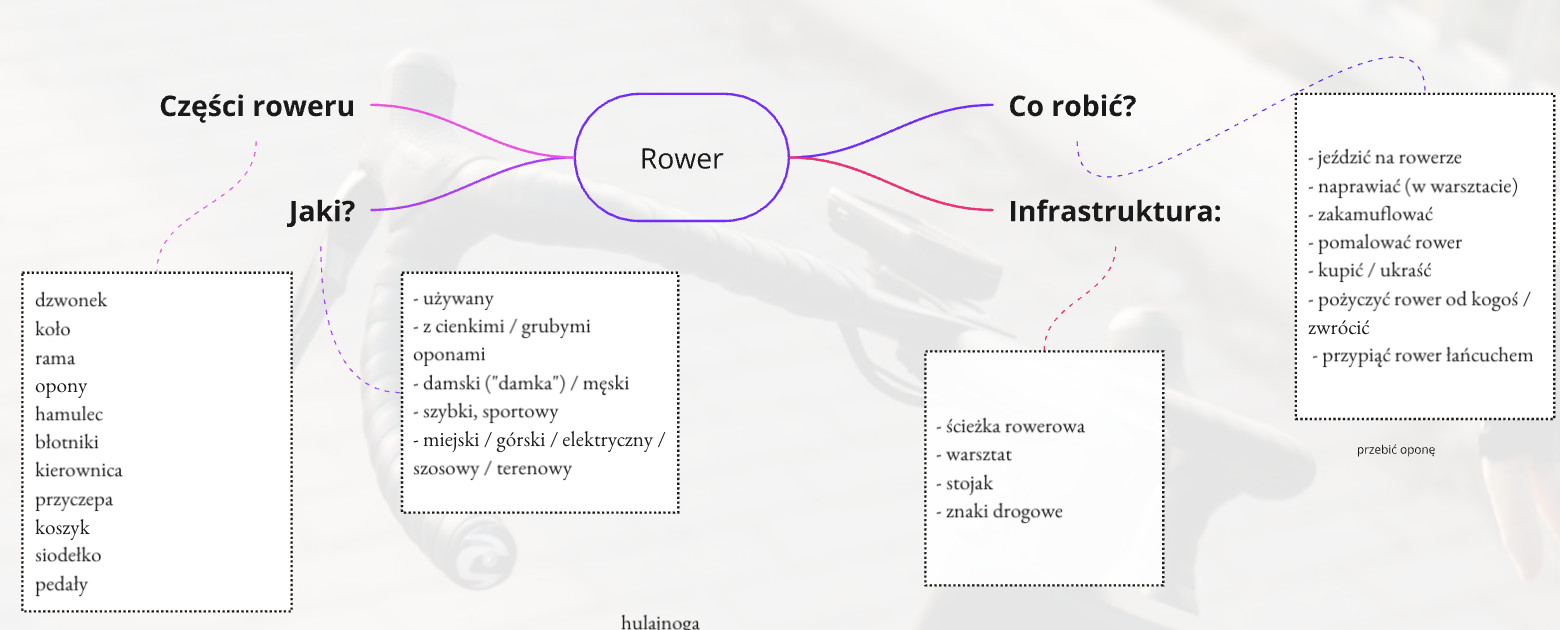 Rower
Części roweru
dzwonek
koło
rama
opony
hamulec
błotniki
kierownica
przyczepa
koszyk
siodełko
pedały
Jaki?
- używany
- z cienkimi / grubymi
oponami
- damski ("damka") / męski
- szybki, sportowy
- miejski / górski / elektryczny /
szosowy / terenowy
Co robić?
- jeździć na rowerze
- naprawiać (w warsztacie)
- zakamuflować
- pomalować rower
- kupić / ukraść
- pożyczyć rower od kogoś /
zwrócić
- przypiąć rower łańcuchem
przebić oponę
Infrastruktura:
- ścieżka rowerowa
- warsztat
- stojak
- znaki drogowe
hulajnoga